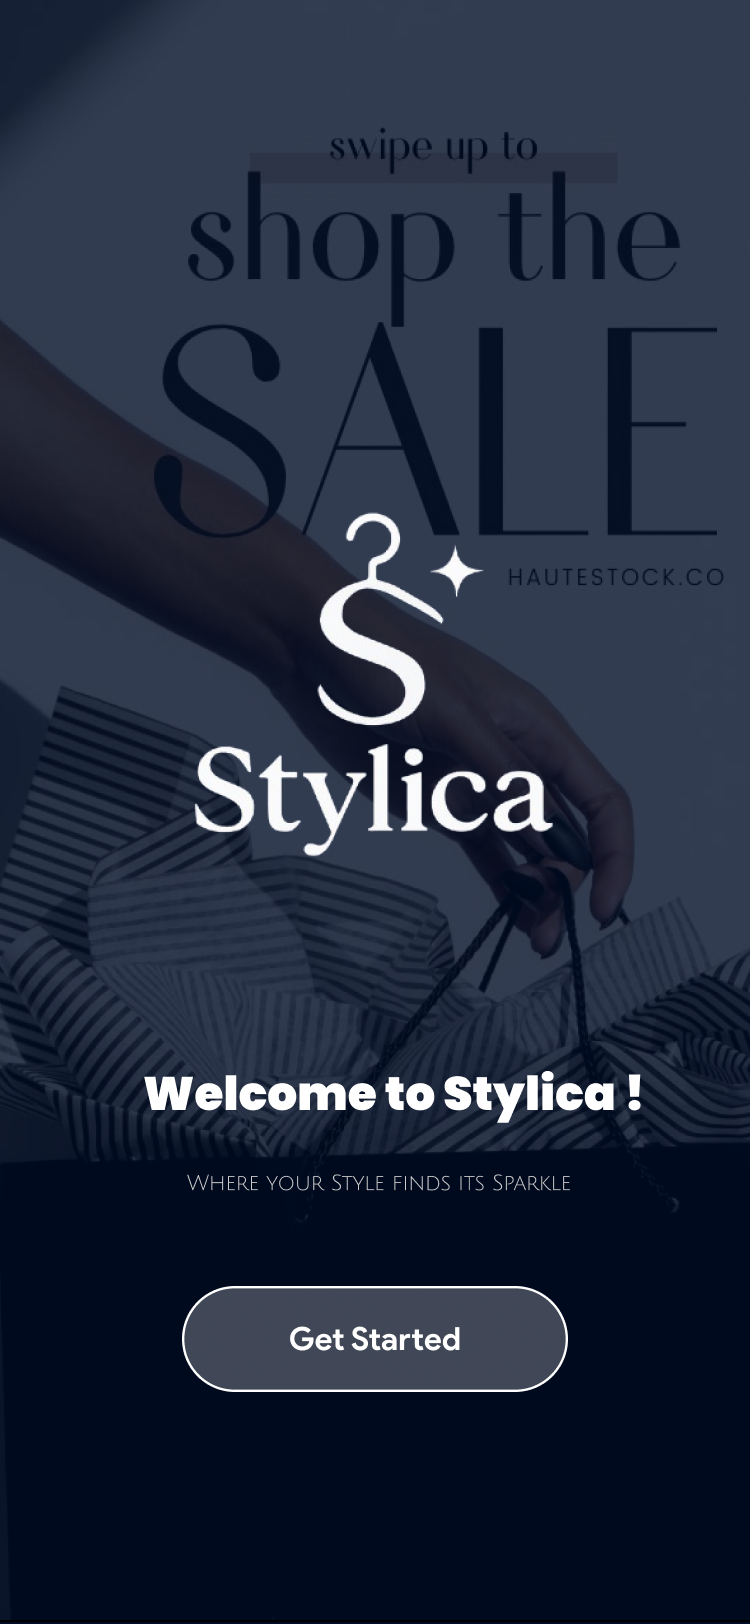 swipe up to
shop the
SALE
HAUTESTOCK.CO
Stylica
Welcome to Stylica !
Where your Style finds its Sparkle
Get Started